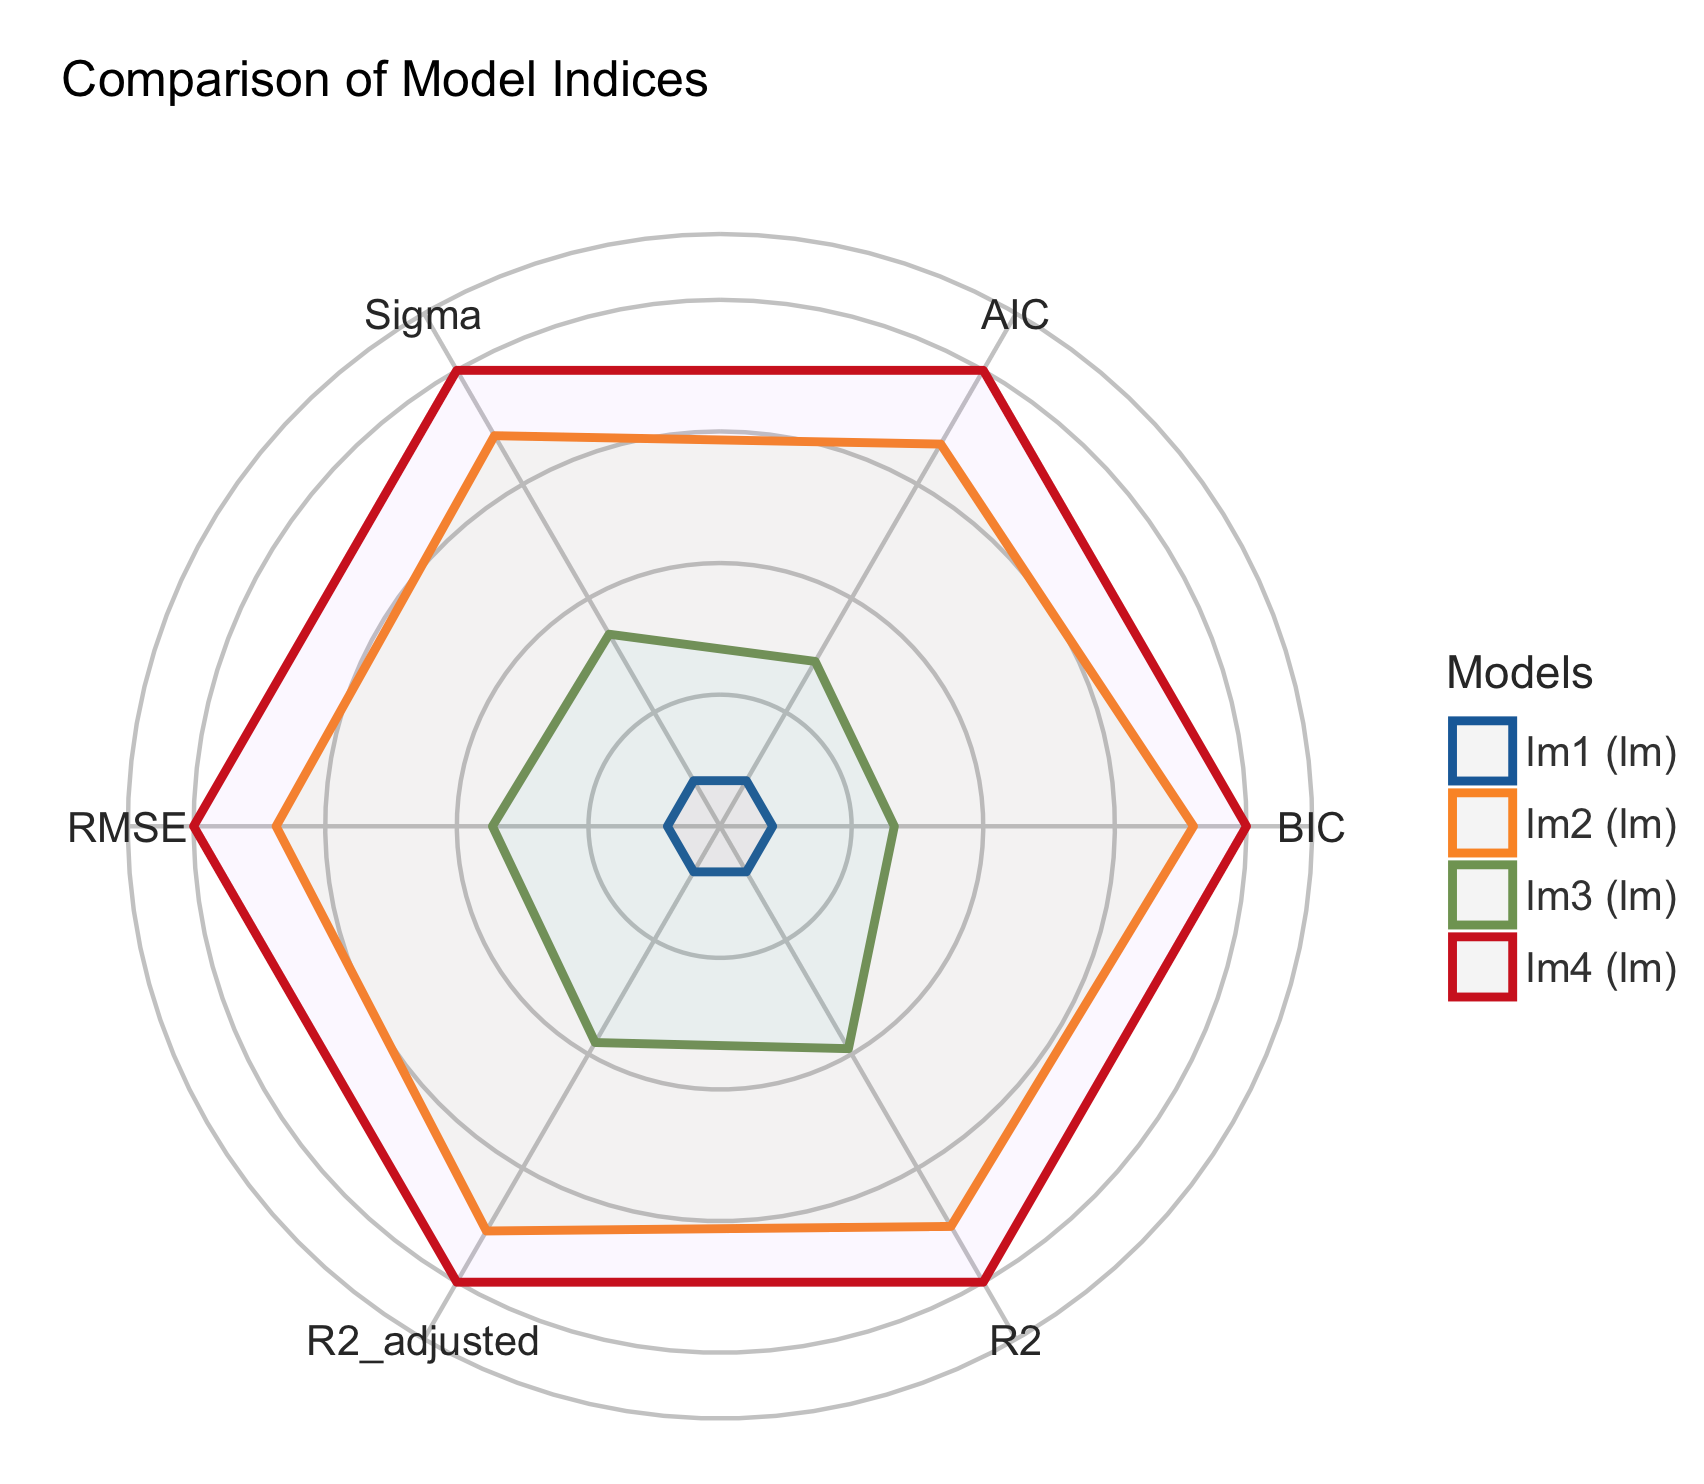 Comparison of Model Indices
Sigma
AIC
RMSE
BIC
R2_adjusted
R2
Models
lm1 (lm)
lm2 (lm)
lm3 (lm)
lm4 (lm)